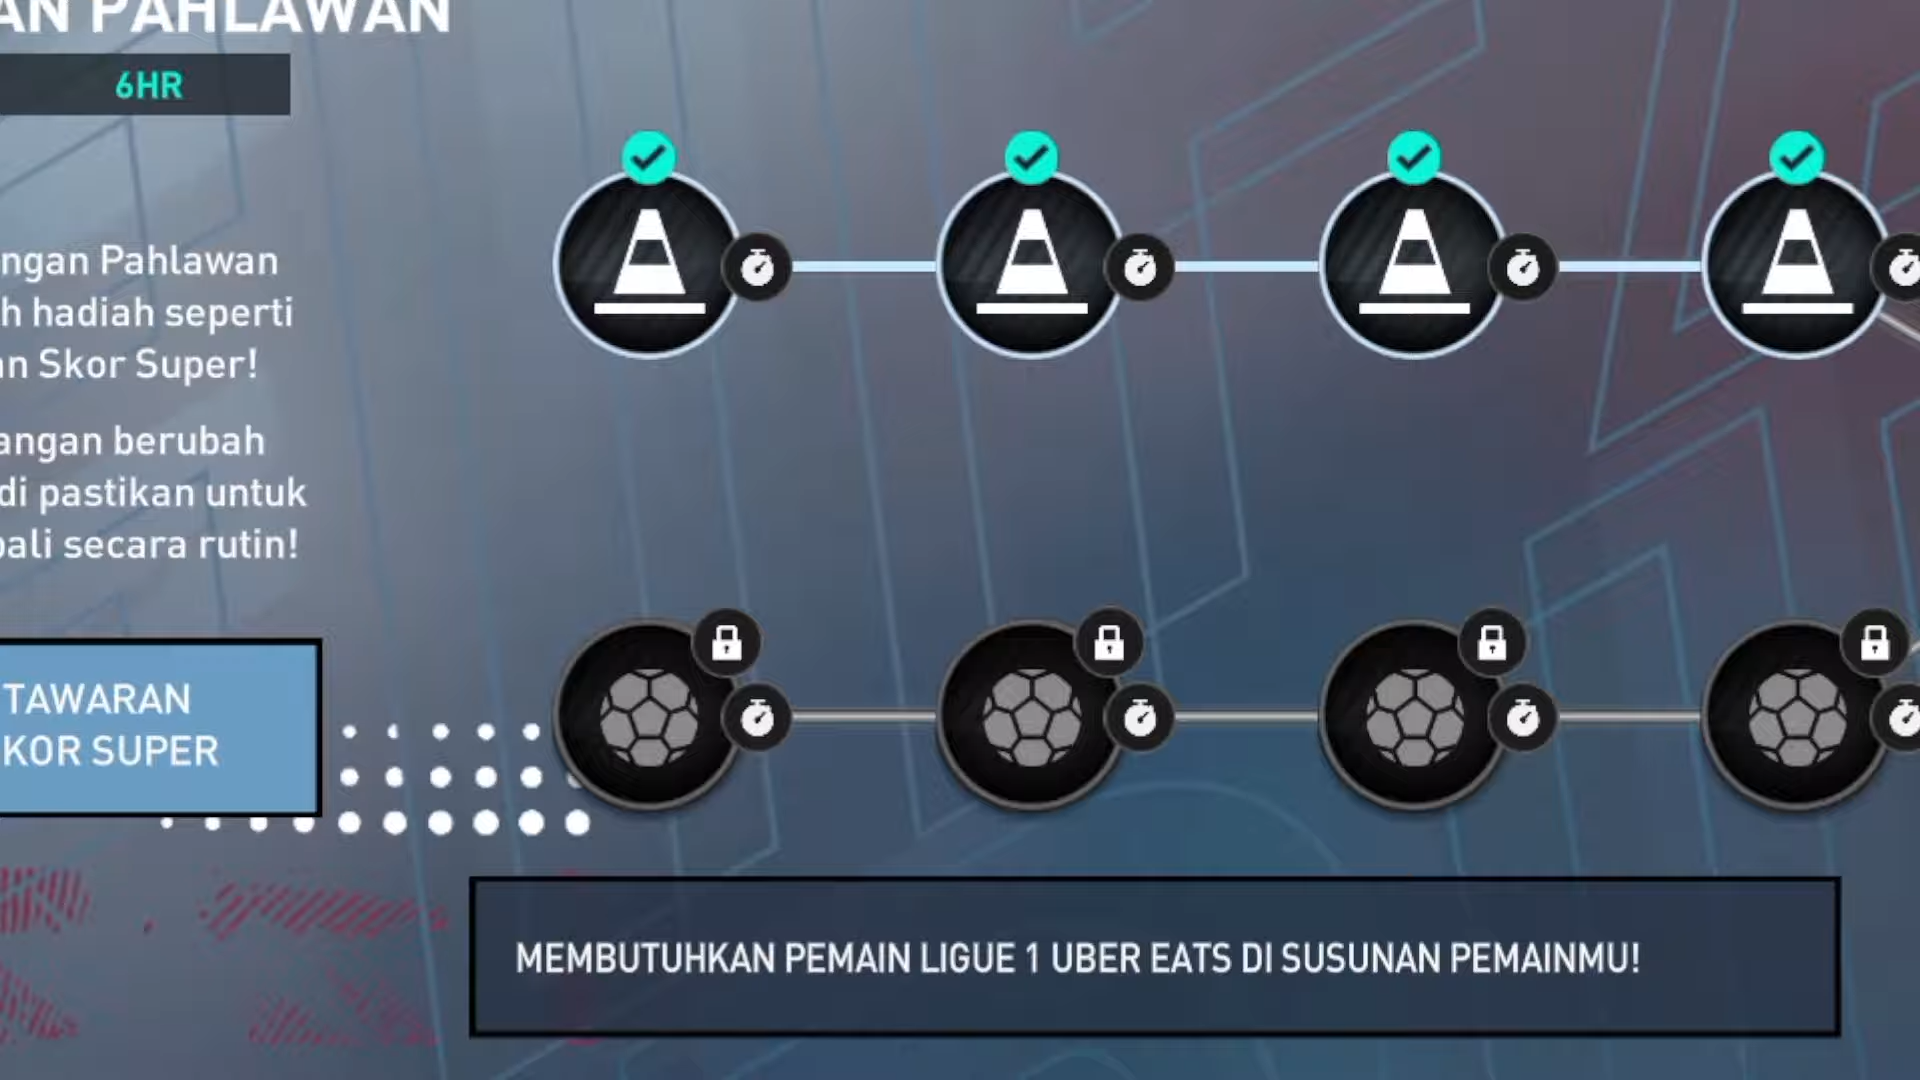 AN PAHLAWAN
6HR
ngan Pahlawan
h hadiah seperti
an Skor Super!
angan berubah
di pastikan untuk
bali secara rutin!
TAWARAN
KOR SUPER
MEMBUTUHKAN PEMAIN LIGUE 1 UBER EATS DI SUSUNAN PEMAINMU!